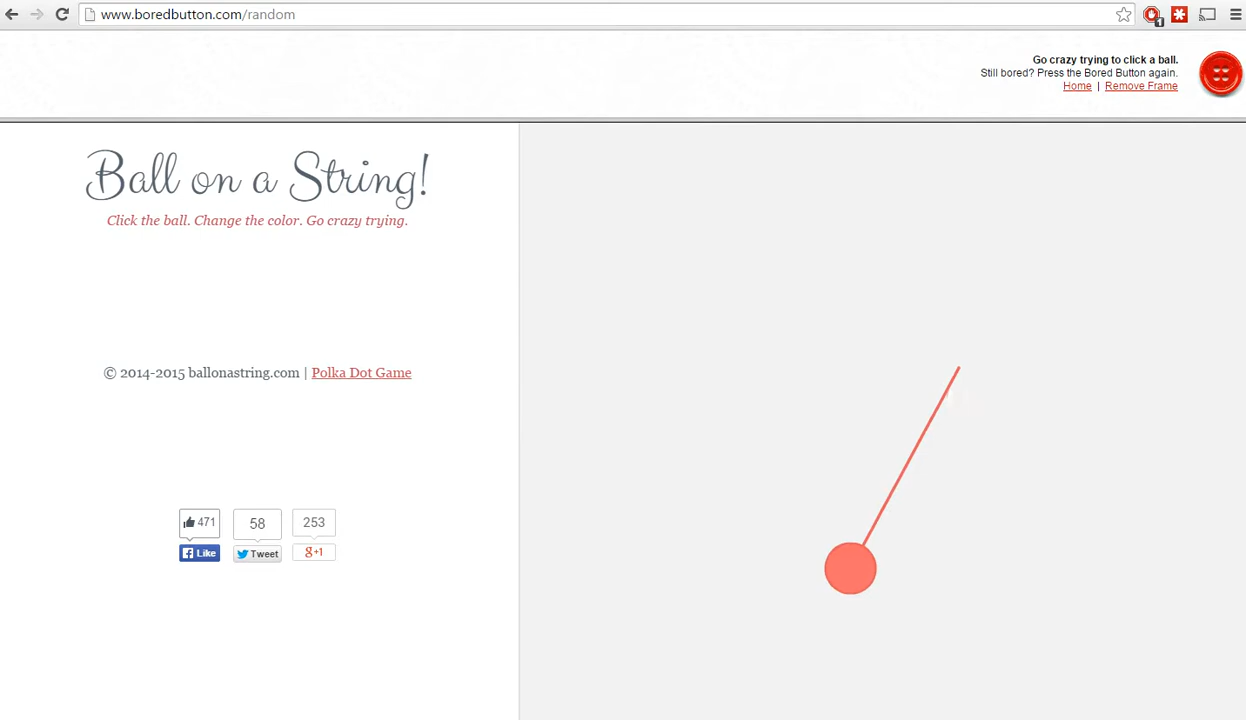 www.boredbutton.com/random
1
Go crazy trying to click a ball.
Still bored? Press the Bored Button again.
Home | Remove Frame
Ball on a String!
Click the ball. Change the color. Go crazy trying.
© 2014-2015 ballonastring.com | Polka Dot Game
471 58 253
Like Tweet g+1